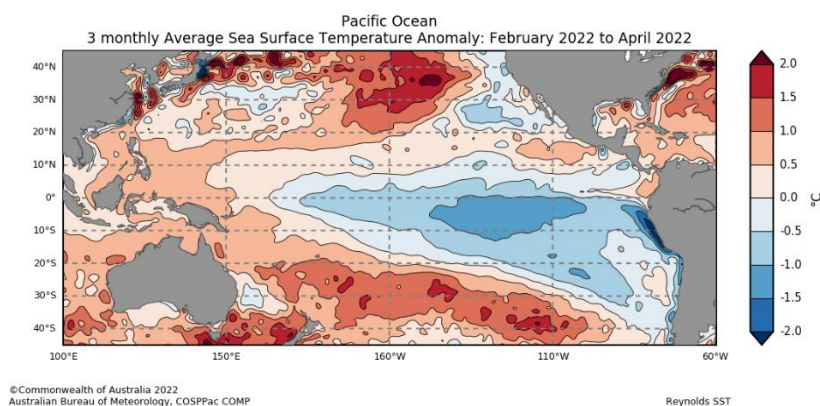 Pacific Ocean
3 monthly Average Sea Surface Temperature Anomaly: February 2022 to April 2022
40°N
30°N
20°N
10°N
0°
10°S
20°S
30°S
40°S
100°E
150°E
160°W
110°W
60°W
2.0
1.5
1.0
0.5
0.0
-0.5
-1.0
-1.5
-2.0
°C
©Commonwealth of Australia 2022
Australian Bureau of Meteorology, COSPPac COMP
Reynolds SST